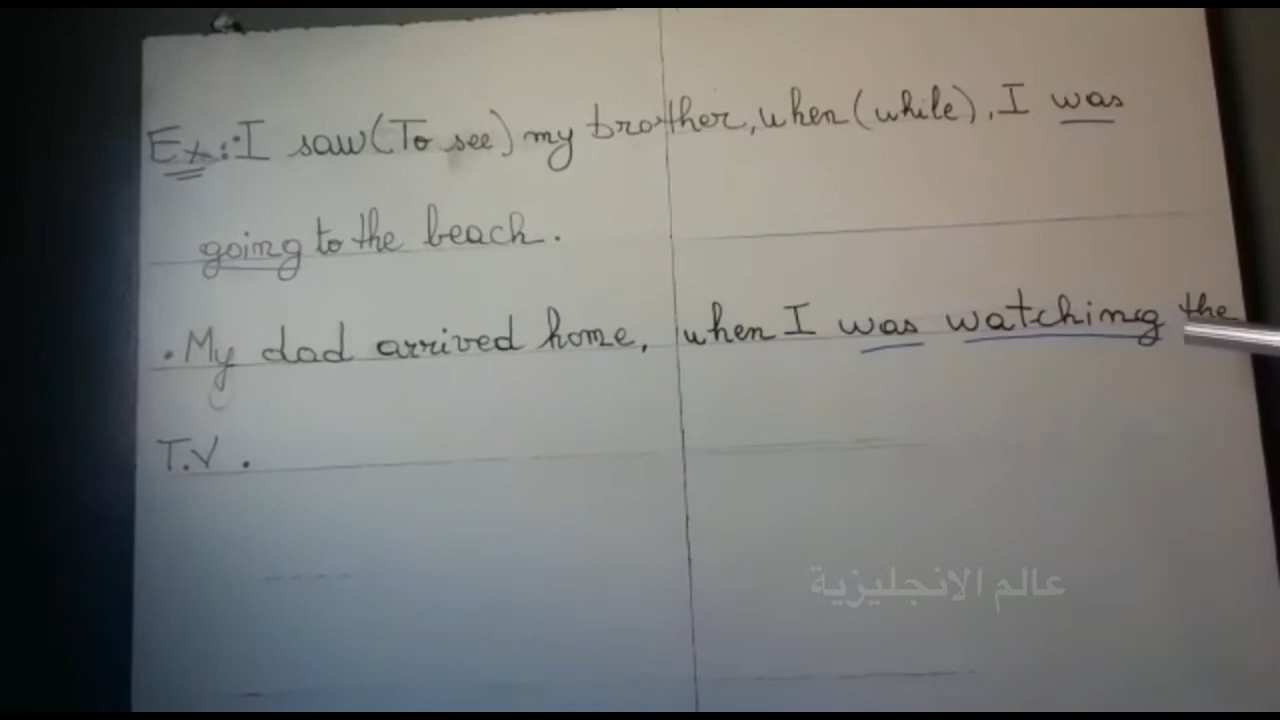 Ex: I saw (To see) my brother, when (while), I was
going to the beach.
. My dad arrived home, when I was watching the
T.V.
عالم الانجليزية